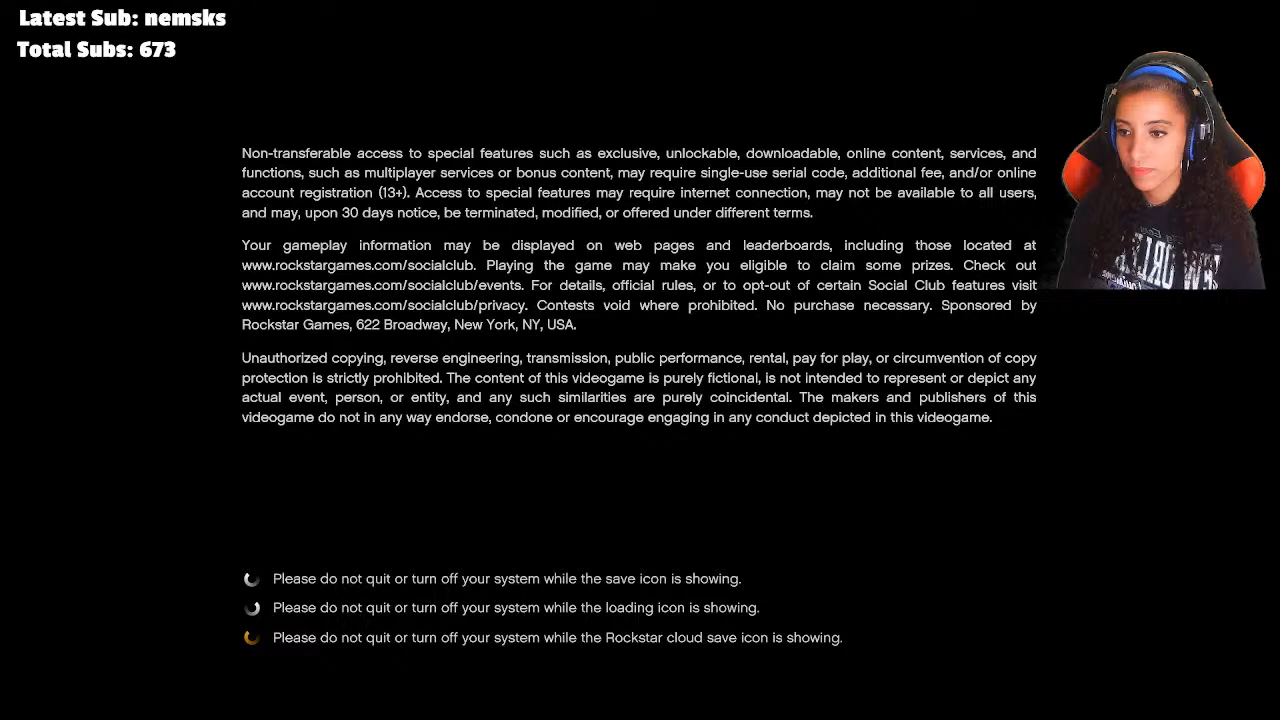 Latest Sub: nemsks
Total Subs: 673
Non-transferable access to special features such as exclusive, unlockable, downloadable, online content, services, and
functions, such as multiplayer services or bonus content, may require single-use serial code, additional fee, and/or online
account registration (13+). Access to special features may require internet connection, may not be available to all users,
and may, upon 30 days notice, be terminated, modified, or offered under different terms.
Your gameplay information may be displayed on web pages and leaderboards, including those located at
www.rockstargames.com/socialclub. Playing the game may make you eligible to claim some prizes. Check out
www.rockstargames.com/socialclub/events. For details, official rules, or to opt-out of certain Social Club features visit
www.rockstargames.com/socialclub/privacy. Contests void where prohibited. No purchase necessary. Sponsored by
Rockstar Games, 622 Broadway, New York, NY, USA.
Unauthorized copying, reverse engineering, transmission, public performance, rental, pay for play, or circumvention of copy
protection is strictly prohibited. The content of this videogame is purely fictional, is not intended to represent or depict any
actual event, person, or entity, and any such similarities are purely coincidental. The makers and publishers of this
videogame do not in any way endorse, condone or encourage engaging in any conduct depicted in this videogame.
Please do not quit or turn off your system while the save icon is showing.
Please do not quit or turn off your system while the loading icon is showing.
Please do not quit or turn off your system while the Rockstar cloud save icon is showing.